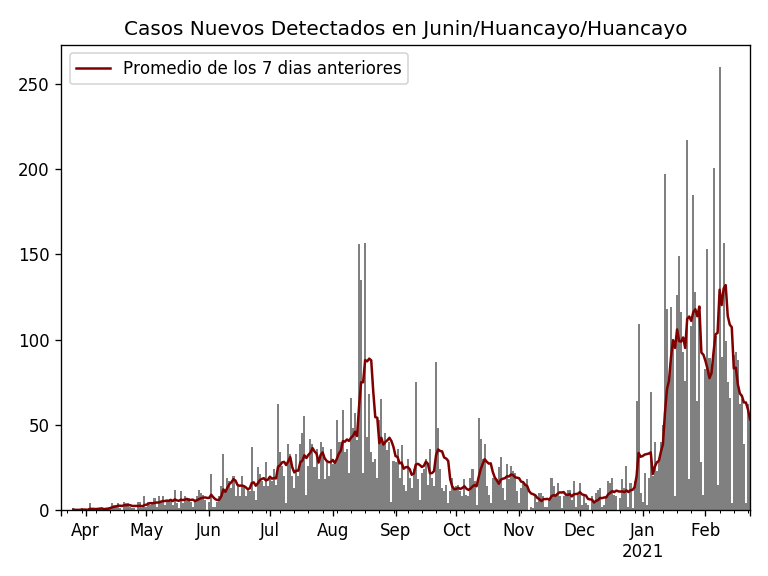 Casos Nuevos Detectados en Junin/Huancayo/Huancayo
Promedio de los 7 dias anteriores
250
200
150
100
50
0
Apr May Jun Jul Aug Sep Oct Nov Dec Jan Feb
2021